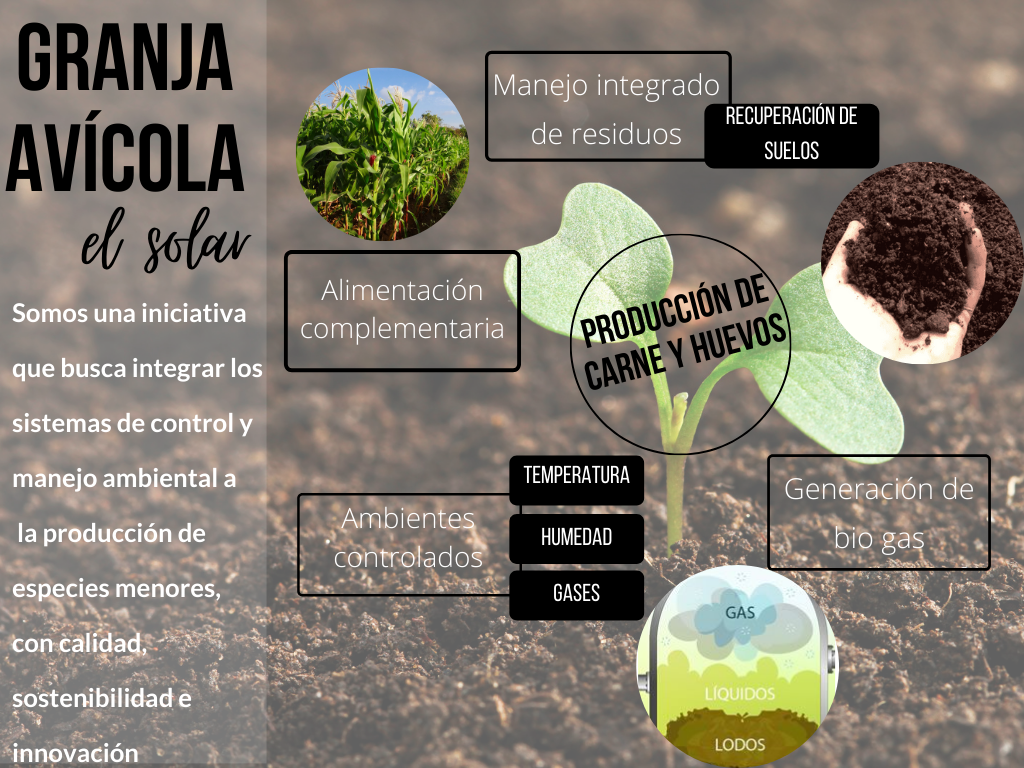 GRANJA
AVÍCOLA
el solar
Somos una iniciativa
que busca integrar los
sistemas de control y
manejo ambiental a
la producción de
especies menores,
con calidad,
sostenibilidad e
innovación
Manejo integrado
de residuos
RECUPERACIÓN DE
SUELOS
Alimentación
complementaria
PRODUCCIÓN DE
CARNE Y HUEVOS
Ambientes
controlados
TEMPERATURA
HUMEDAD
GASES
Generación de
bio gas
GAS
LÍQUIDOS
LODOS